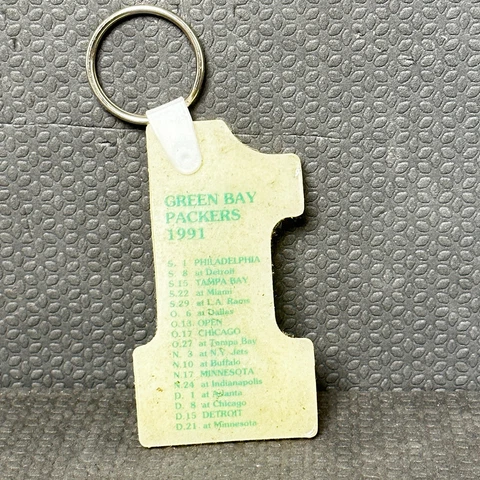 GREEN BAY
PACKERS
1991
S. 1 PHILADELPHIA
S. 8 at Detroit
S.15 TAMPA BAY
S.22 at Miami
S.29 at L.A. Rams
O. 6 at Dallas
O.13 OPEN
O.17 CHICAGO
O.27 at Tampa Bay
N. 3 at N.Y. Jets
N.10 at Buffalo
N.17 MINNESOTA
N.24 at Indianapolis
D. 1 at Atlanta
D. 8 at Chicago
D.15 DETROIT
D.21 at Minnesota